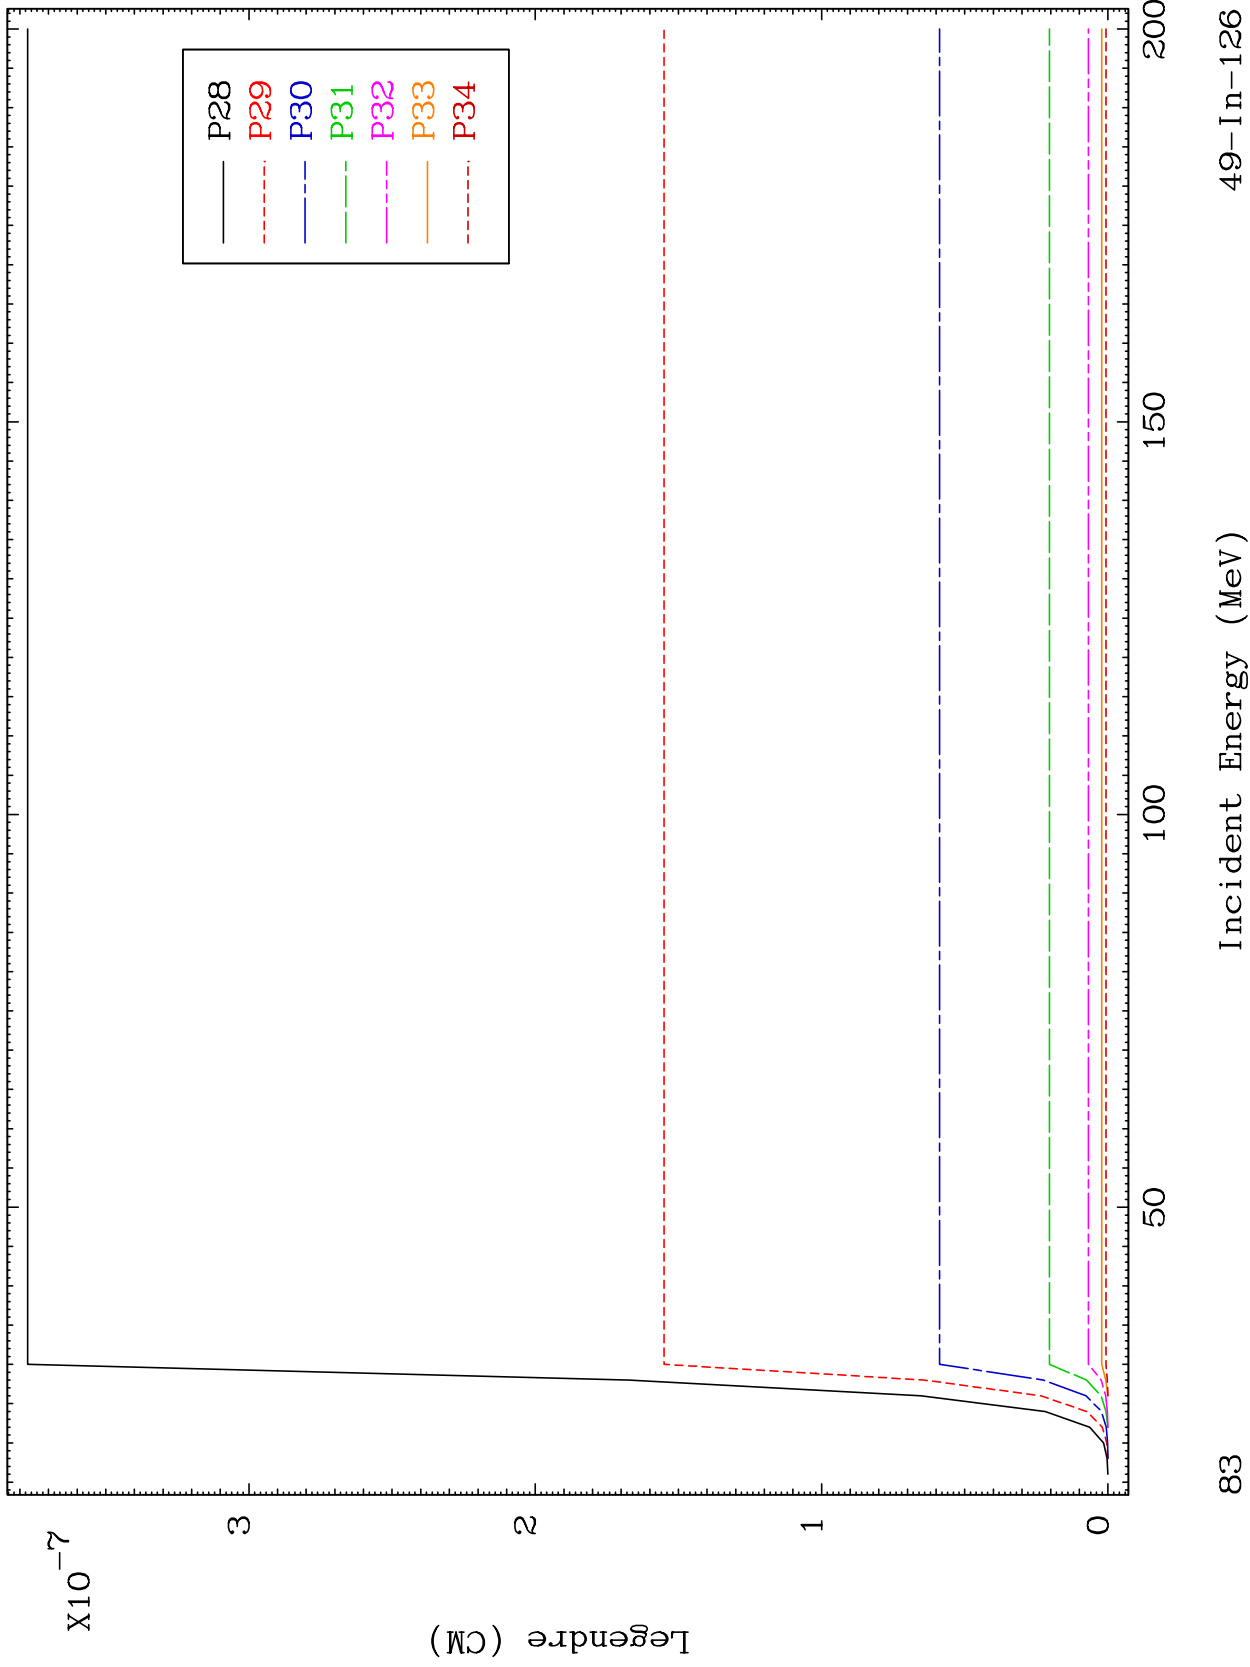 X10-7
Legendre (CM)
3
2
1
0
P28
P29
P30
P31
P32
P33
P34
50
100
150
200
83
Incident Energy (MeV)
49-In-126